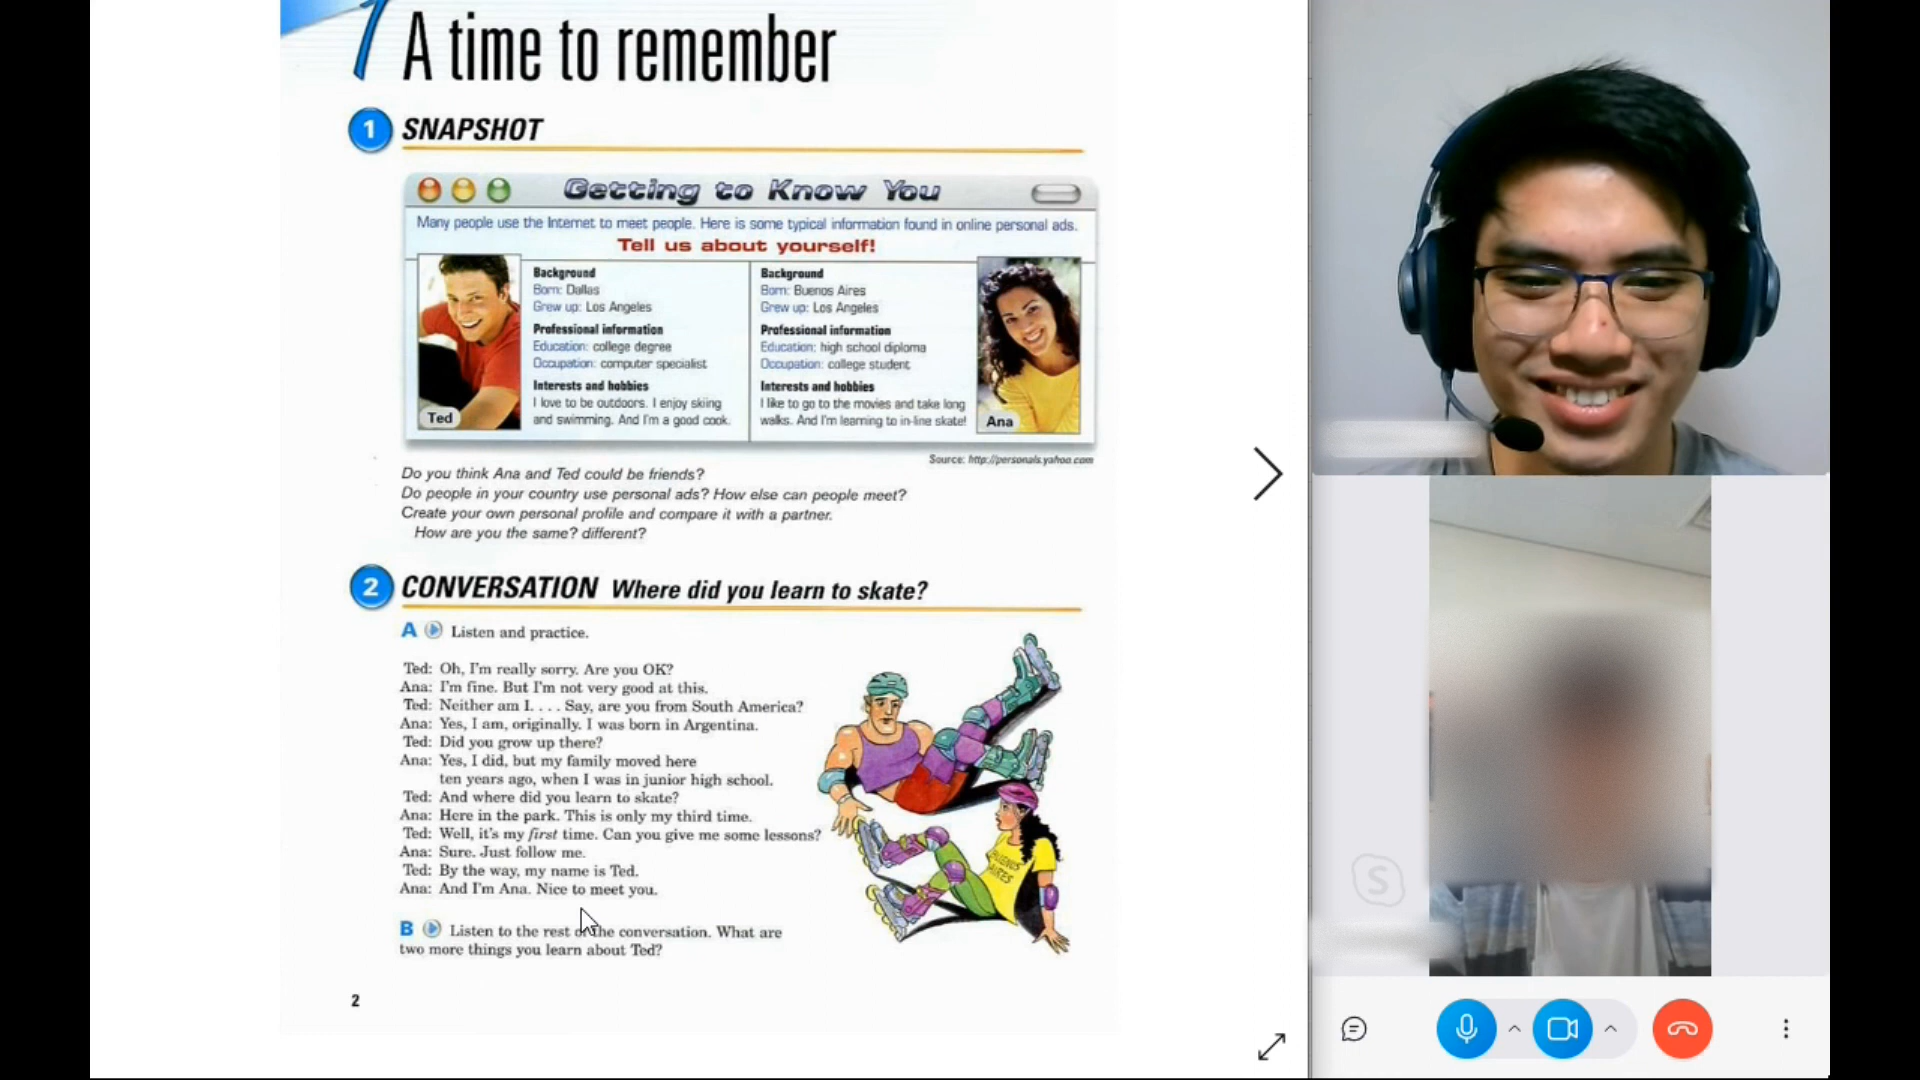 1 A time to remember
1 SNAPSHOT
Getting to Know You
Many people use the Internet to meet people. Here is some typical information found in online personal ads.
Tell us about yourself!
Background
Born: Dallas
Grew up: Los Angeles
Professional information
Education: college degree
Occupation: computer specialist
Interests and hobbies
I love to be outdoors. I enjoy skiing
and swimming. And I'm a good cook.
Ted
Background
Born: Buenos Aires
Grew up: Los Angeles
Professional information
Education: high school diploma
Occupation: college student
Interests and hobbies
I like to go to the movies and take long
walks. And I'm learning to in-line skate!
Ana
Source: http://personals.yahoo.com
Do you think Ana and Ted could be friends?
Do people in your country use personal ads? How else can people meet?
Create your own personal profile and compare it with a partner.
How are you the same? different?
2 CONVERSATION Where did you learn to skate?
A Listen and practice.
Ted: Oh, I'm really sorry. Are you OK?
Ana: I'm fine. But I'm not very good at this.
Ted: Neither am I. . . . Say, are you from South America?
Ana: Yes, I am, originally. I was born in Argentina.
Ted: Did you grow up there?
Ana: Yes, I did, but my family moved here
ten years ago, when I was in junior high school.
Ted: And where did you learn to skate?
Ana: Here in the park. This is only my third time.
Ted: Well, it's my first time. Can you give me some lessons?
Ana: Sure. Just follow me.
Ted: By the way, my name is Ted.
Ana: And I'm Ana. Nice to meet you.
BUENOS
AIRES
B Listen to the rest of the conversation. What are
two more things you learn about Ted?
2
S